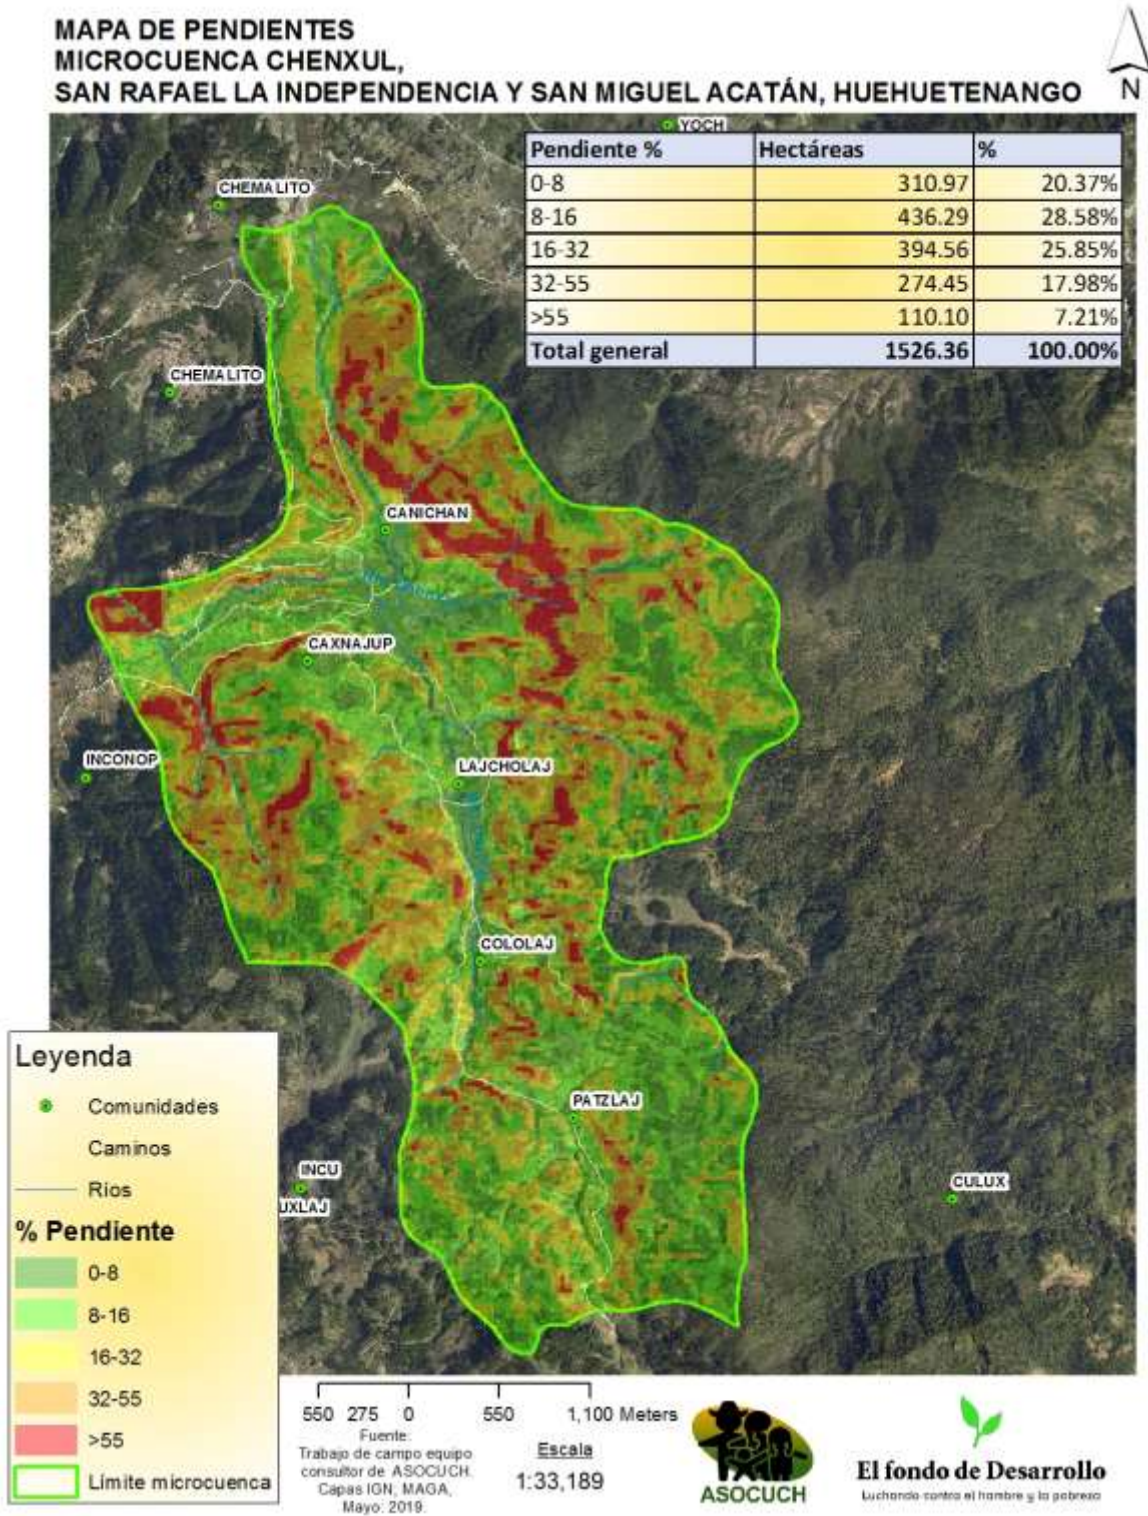 MAPA DE PENDIENTES
MICROCUENCA CHENXUL,
SAN RAFAEL LA INDEPENDENCIA Y SAN MIGUEL ACATÁN, HUEHUETENANGO
N
YOCH
Pendiente % Hectáreas %
0-8 310.97 20.37%
8-16 436.29 28.58%
16-32 394.56 25.85%
32-55 274.45 17.98%
>55 110.10 7.21%
Total general 1526.36 100.00%
CHEMALITO
CHEMALITO
CANICHAN
CAXNAJUP
INCONOP
LAJCHOLAJ
COLOLAJ
PATZLAJ
INCU
UXLAJ
CULUX
Leyenda
Comunidades
Caminos
Rios
% Pendiente
0-8
8-16
16-32
32-55
>55
Límite microcuenca
550 275 0 550 1,100 Meters
Fuente:
Trabajo de campo equipo
consultor de ASOCUCH.
Capas IGN, MAGA,
Mayo: 2019.
Escala
1:33,189
ASOCUCH
El fondo de Desarrollo
Luchando contra el hambre y la pobreza